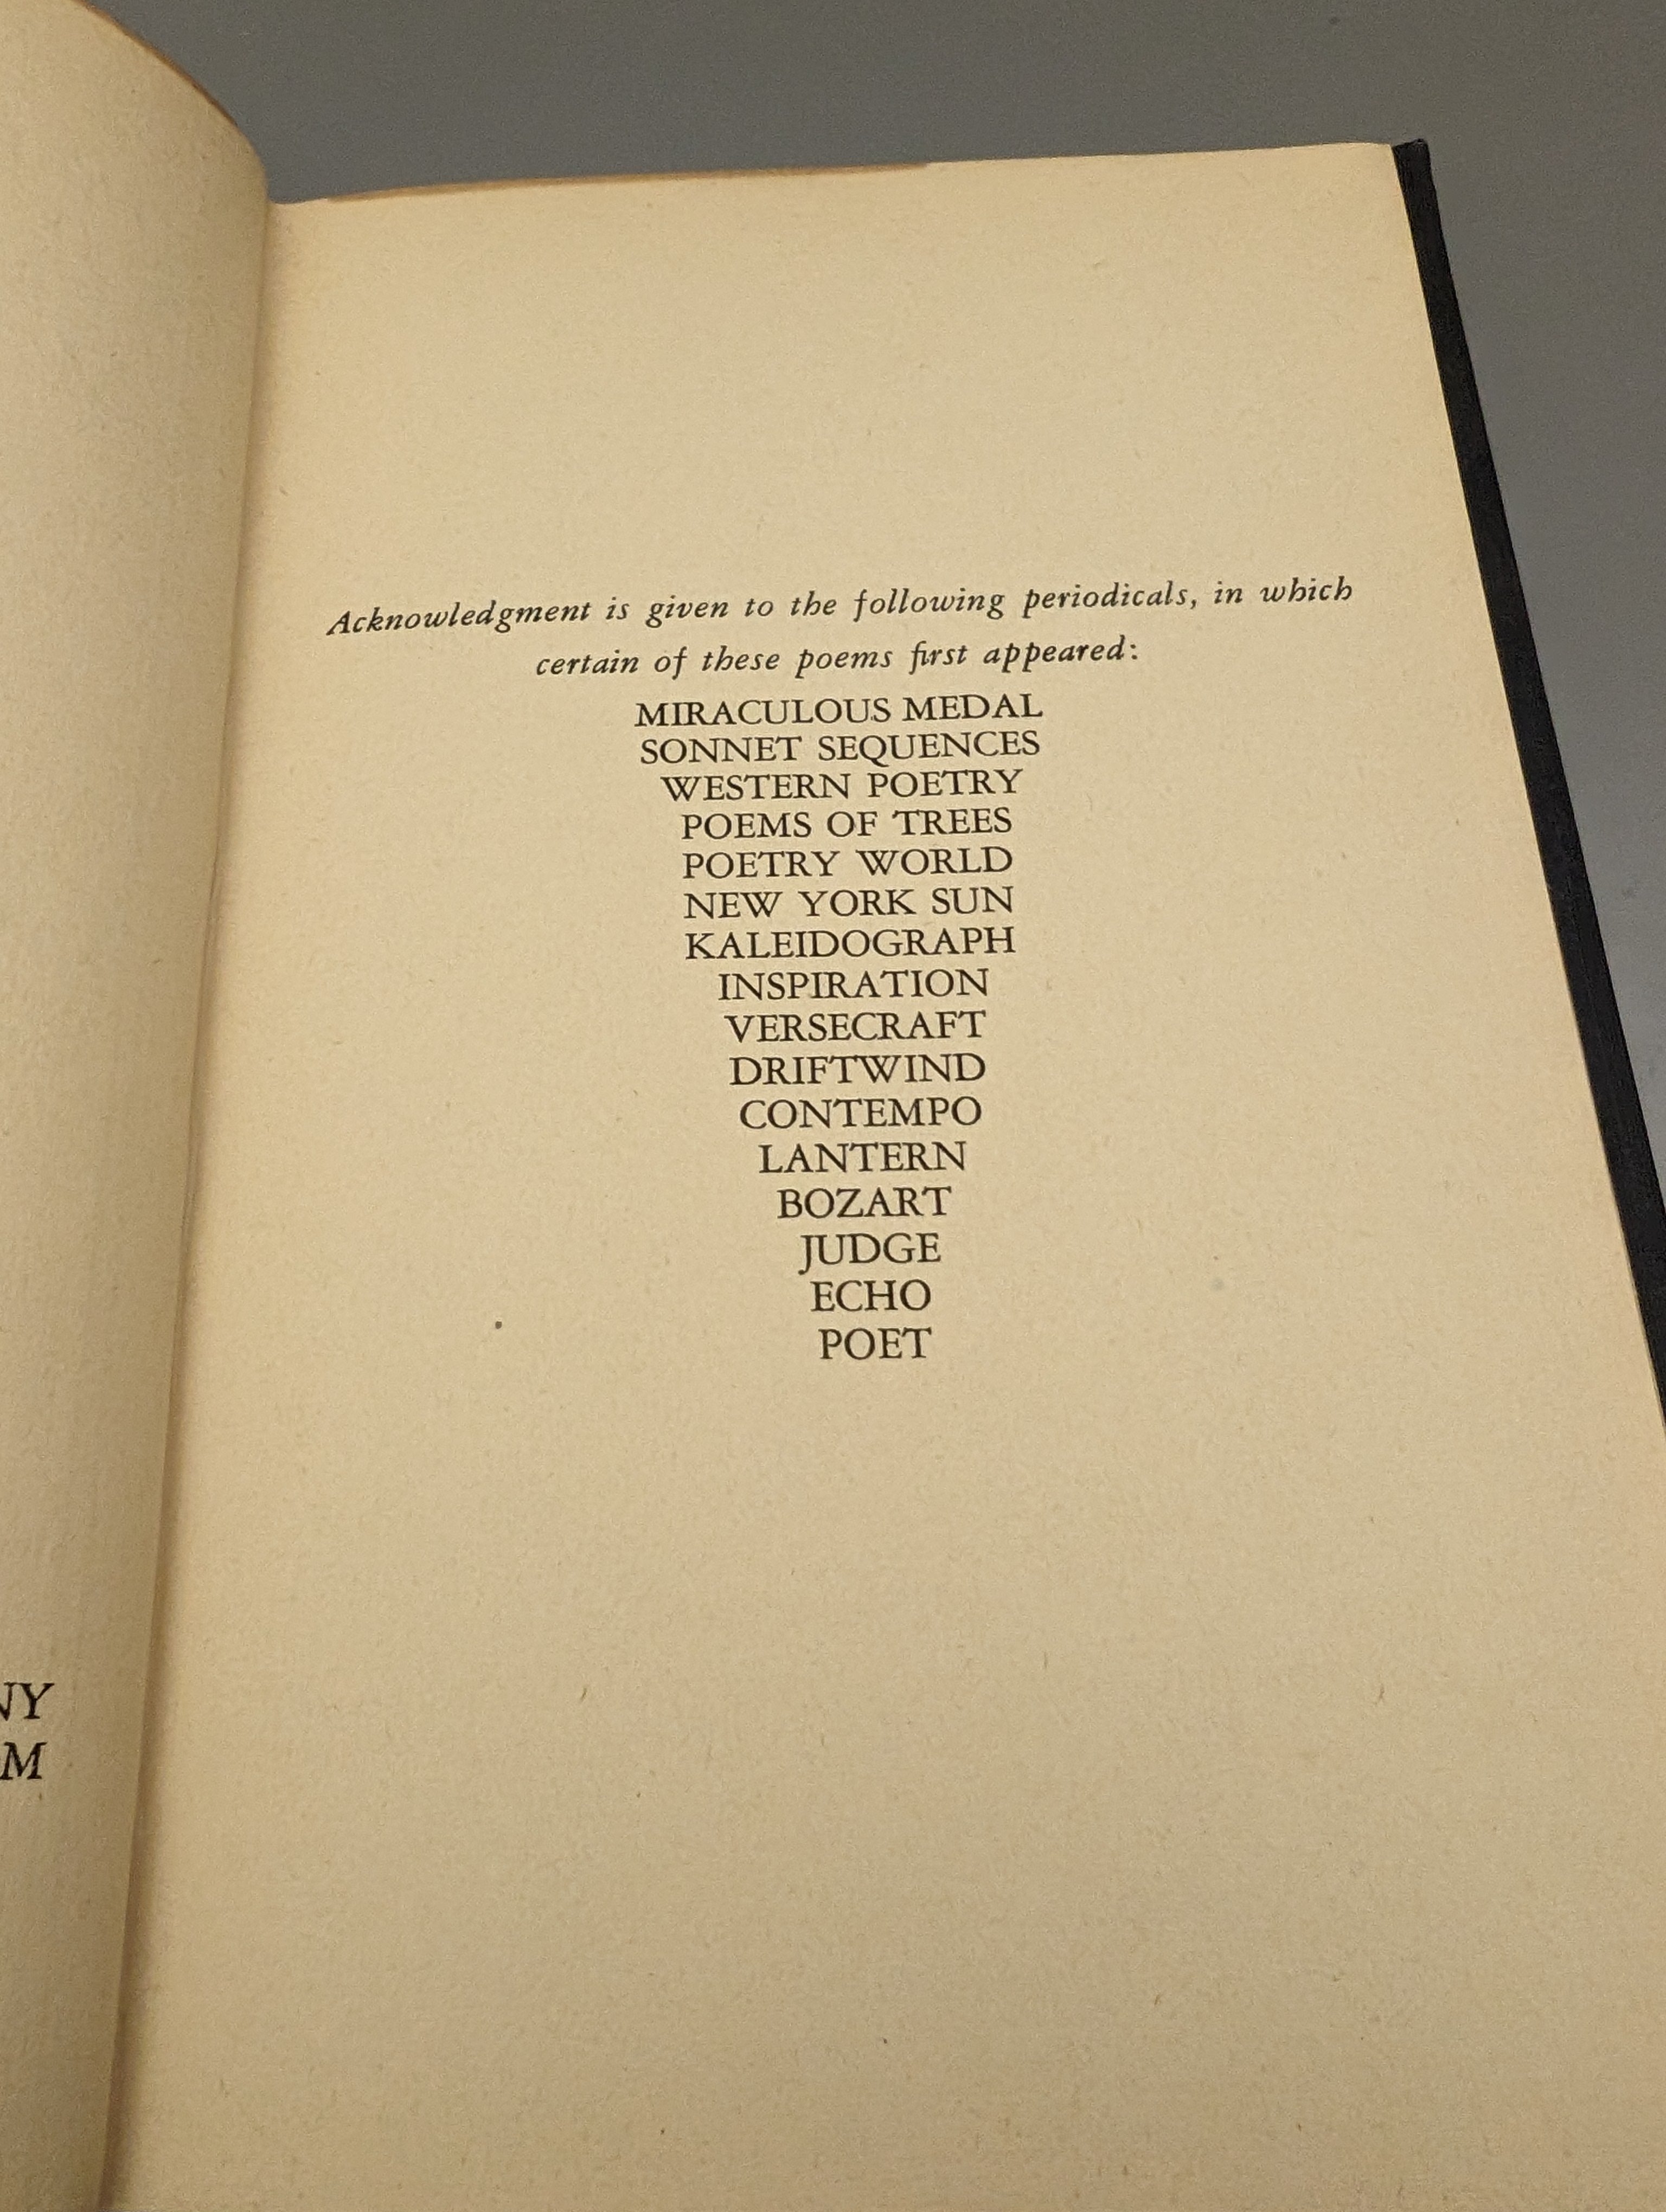 Acknowledgment is given to the following periodicals, in which
certain of these poems first appeared:
MIRACULOUS MEDAL
SONNET SEQUENCES
WESTERN POETRY
POEMS OF TREES
POETRY WORLD
NEW YORK SUN
KALEIDOGRAPH
INSPIRATION
VERSECRAFT
DRIFTWIND
CONTEMPO
LANTERN
BOZART
JUDGE
ECHO
POET